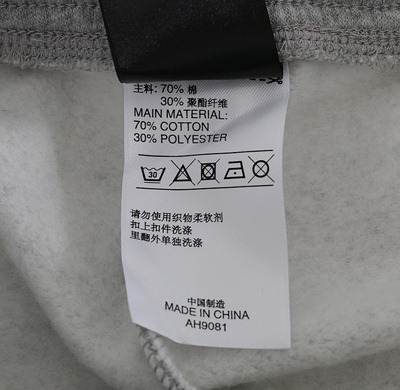 主料: 70% 棉
30% 聚酯纤维
MAIN MATERIAL:
70% COTTON
30% POLYESTER
30
请勿使用织物柔软剂
扣上扣件洗涤
里翻外单独洗涤
中国制造
MADE IN CHINA
AH9081